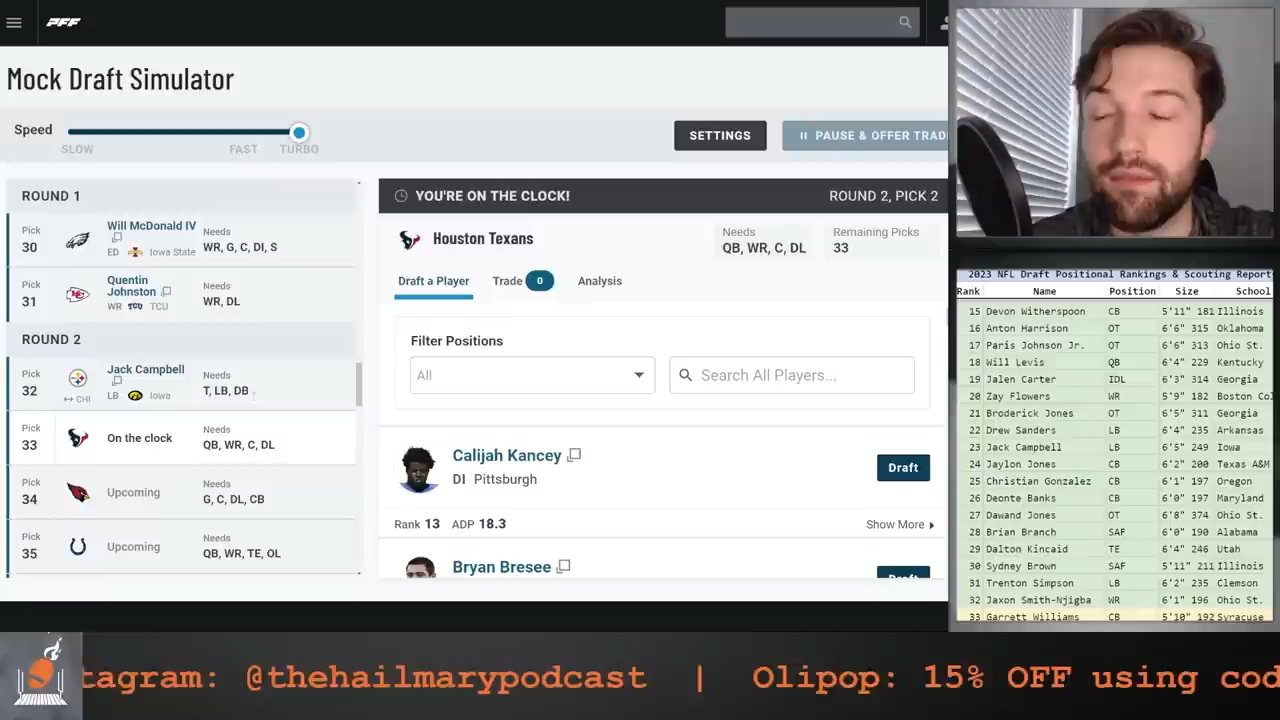 PFF
Mock Draft Simulator
Speed
SLOW
FAST
TURBO
SETTINGS
PAUSE & OFFER TRAD
ROUND 1
Pick
30
Will McDonald IV
ED
Iowa State
Needs
WR, G, C, DI, S
Pick
31
Quentin
Johnston
WR TCU TCU
Needs
WR, DL
ROUND 2
Pick
32
↔ CHI
Jack Campbell
LB
Iowa
Needs
T, LB, DB
Pick
33
On the clock
Needs
QB, WR, C, DL
Pick
34
Upcoming
Needs
G, C, DL, CB
Pick
35
Upcoming
Needs
QB, WR, TE, OL
YOU'RE ON THE CLOCK!
ROUND 2, PICK 2
Houston Texans
Needs
QB, WR, C, DL
Remaining Picks
33
Draft a Player
Trade 0
Analysis
Filter Positions
All
Search All Players...
Calijah Kancey
DI Pittsburgh
Draft
Rank 13 ADP 18.3
Show More
Bryan Bresee
Draft
2023 NFL Draft Positional Rankings & Scouting Report
Rank Name Position Size School
15 Devon Witherspoon CB 5'11" 181 Illinois
16 Anton Harrison OT 6'6" 315 Oklahoma
17 Paris Johnson Jr. OT 6'6" 313 Ohio St.
18 Will Levis QB 6'4" 229 Kentucky
19 Jalen Carter IDL 6'3" 314 Georgia
20 Zay Flowers WR 5'9" 182 Boston Col
21 Broderick Jones OT 6'5" 311 Georgia
22 Drew Sanders LB 6'4" 235 Arkansas
23 Jack Campbell LB 6'5" 249 Iowa
24 Jaylon Jones CB 6'2" 200 Texas A&M
25 Christian Gonzalez CB 6'1" 197 Oregon
26 Deonte Banks CB 6'0" 197 Maryland
27 Dawand Jones OT 6'8" 374 Ohio St.
28 Brian Branch SAF 6'0" 190 Alabama
29 Dalton Kincaid TE 6'4" 246 Utah
30 Sydney Brown SAF 5'11" 211 Illinois
31 Trenton Simpson LB 6'2" 235 Clemson
32 Jaxon Smith-Njigba WR 6'1" 196 Ohio St.
33 Garrett Williams CB 5'10" 192 Syracuse
tagram: @thehailmarypodcast | Olipop: 15% OFF using cod